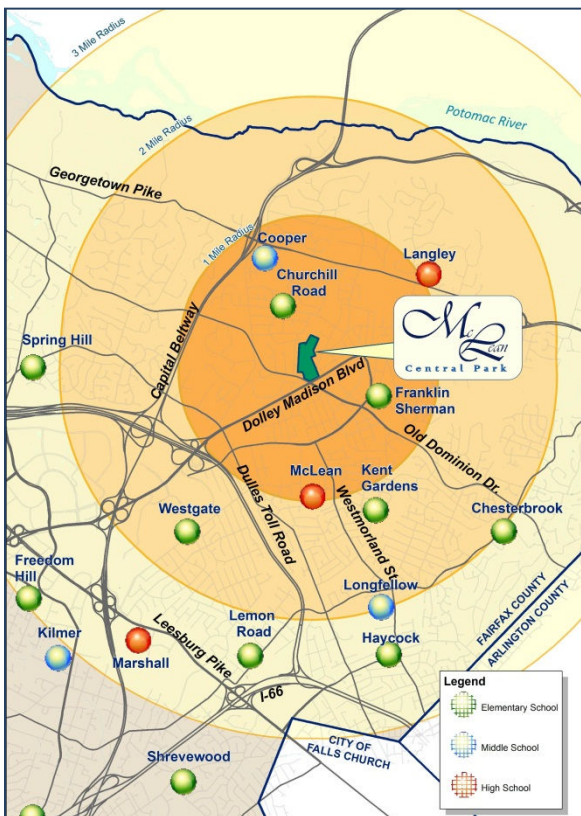 3 Mile Radius
Potomac River
2 Mile Radius
Georgetown Pike
1 Mile Radius
Cooper
Langley
Churchill
Road
Mc Lean
Central Park
Capital Beltway
Spring Hill
Dolley Madison Blvd
Franklin
Sherman
Old Dominion Dr.
McLean
Kent
Gardens
Dulles Toll Road
Westmorland St.
Westgate
Chesterbrook
Freedom
Hill
Longfellow
FAIRFAX COUNTY
ARLINGTON COUNTY
Kilmer
Marshall
Leesburg Pike
Lemon
Road
Haycock
I-66
CITY OF
FALLS CHURCH
Shrevewood
Legend
Elementary School
Middle School
High School